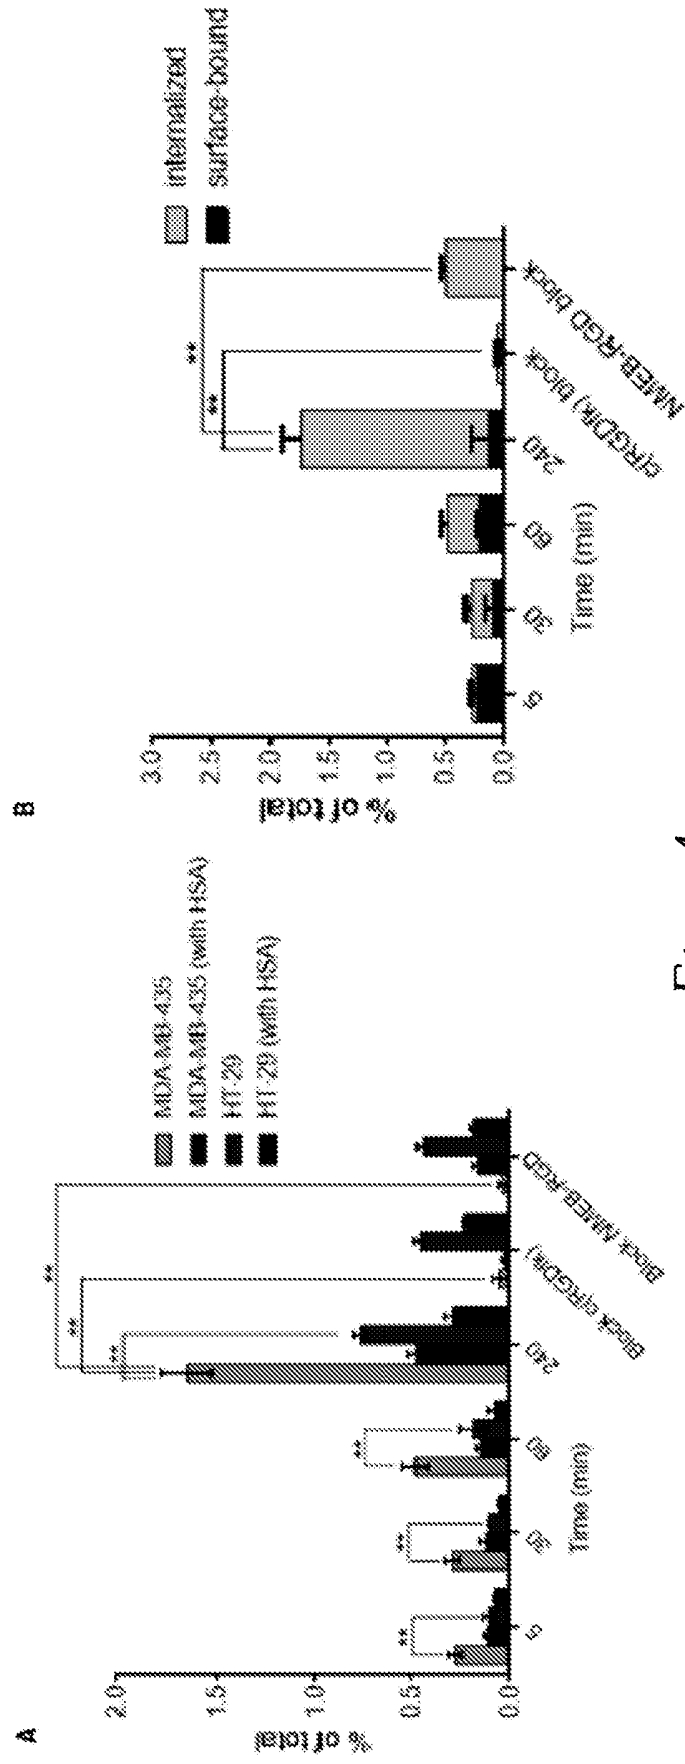 A
% of total
2.0
1.5
1.0
0.5
0.0
5
30
60
240
Block c(RGDfk)
Block NMEB-RGD
Time (min)
MDA-MB-435
MDA-MB-435 (with HSA)
HT-29
HT-29 (with HSA)
**
**
**
**
**
**
B
% of total
3.0
2.5
2.0
1.5
1.0
0.5
0.0
5
30
60
240
c(RGDfk) block
NMEB-RGD block
Time (min)
internalized
surface-bound
**
**